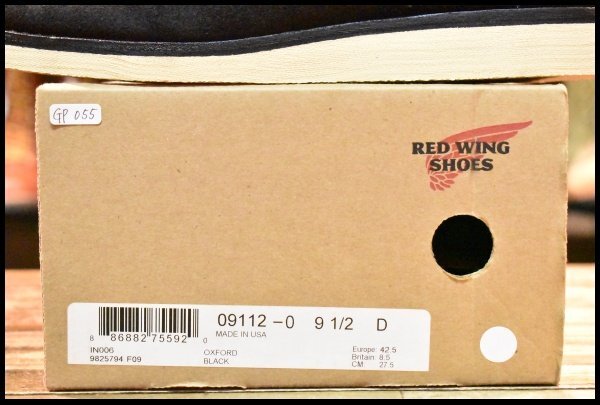 GP 055
RED WING
SHOES
09112 -0 9 1/2 D
MADE IN USA
8 86882 75592 0
IN006 OXFORD Europe: 42.5
9825794 F09 BLACK Britain: 8.5
CM 27.5